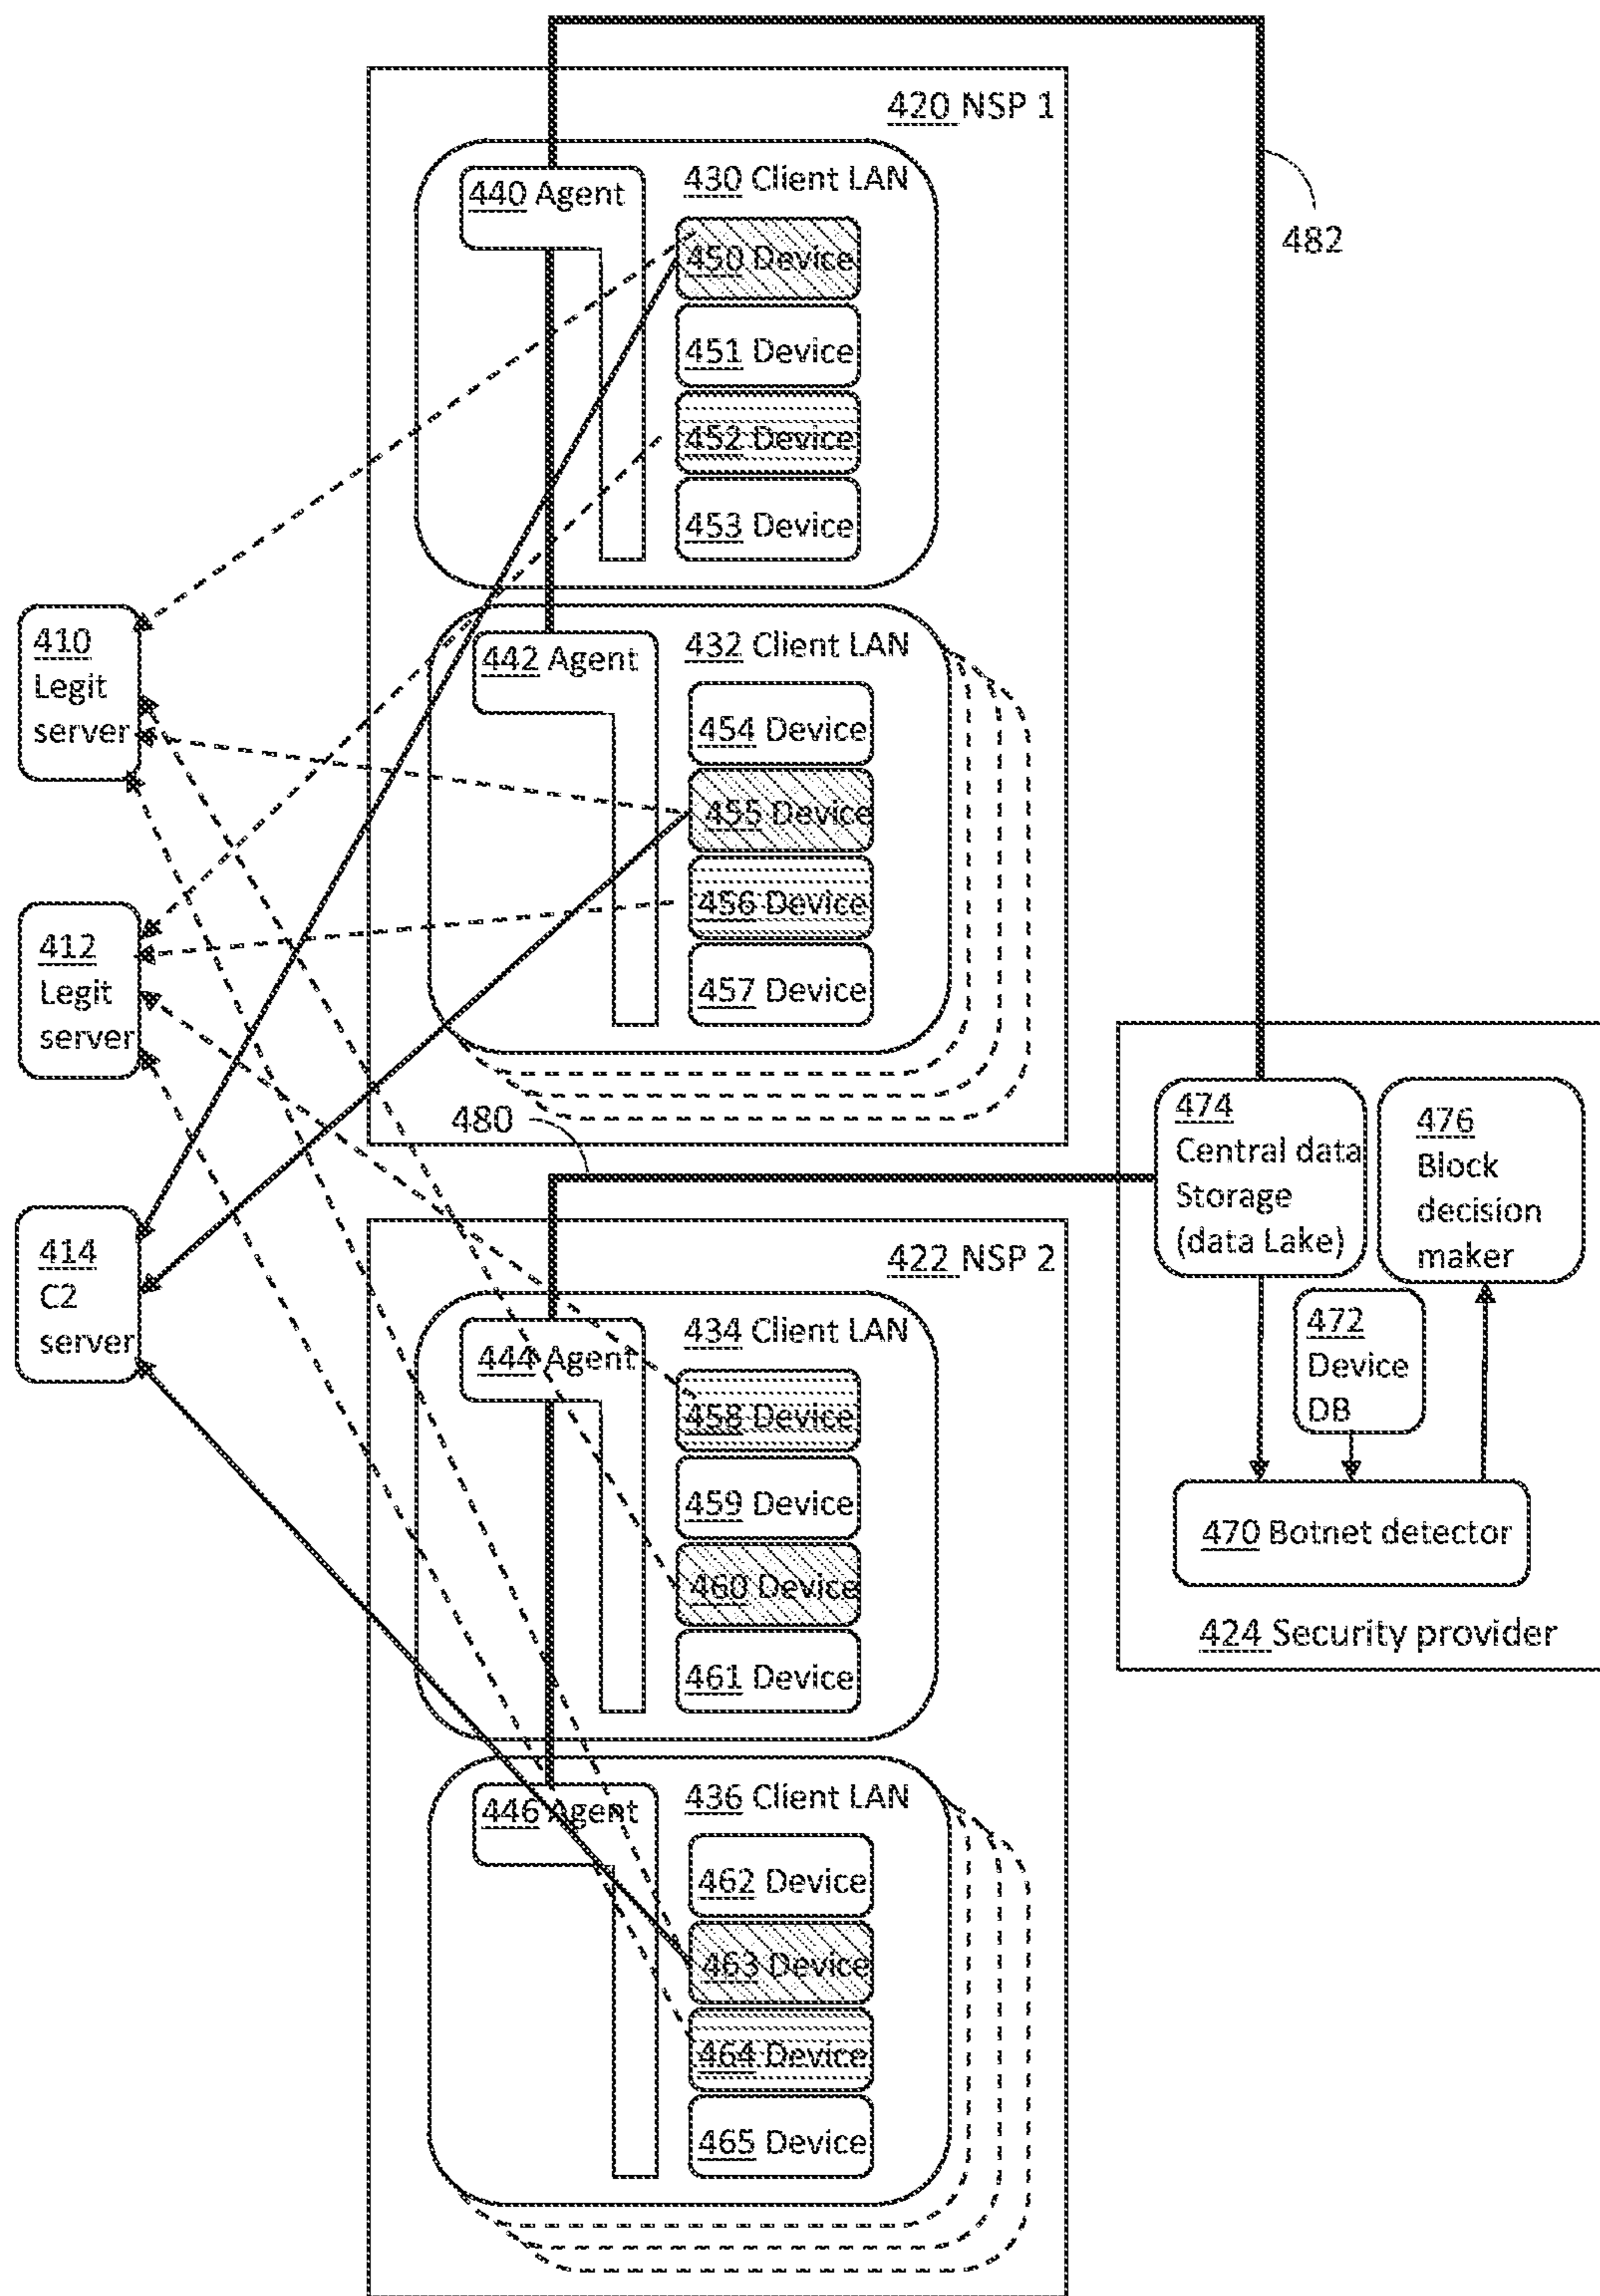 420 NSP 1
440 Agent
430 Client LAN
450 Device
451 Device
452 Device
453 Device
482
410
Legit
server
442 Agent
432 Client LAN
454 Device
455 Device
456 Device
457 Device
412
Legit
server
480
414
C2
server
422 NSP 2
444 Agent
434 Client LAN
458 Device
459 Device
460 Device
461 Device
446 Agent
436 Client LAN
462 Device
463 Device
464 Device
465 Device
474
Central data
Storage
(data Lake)
476
Block
decision
maker
472
Device
DB
470 Botnet detector
424 Security provider